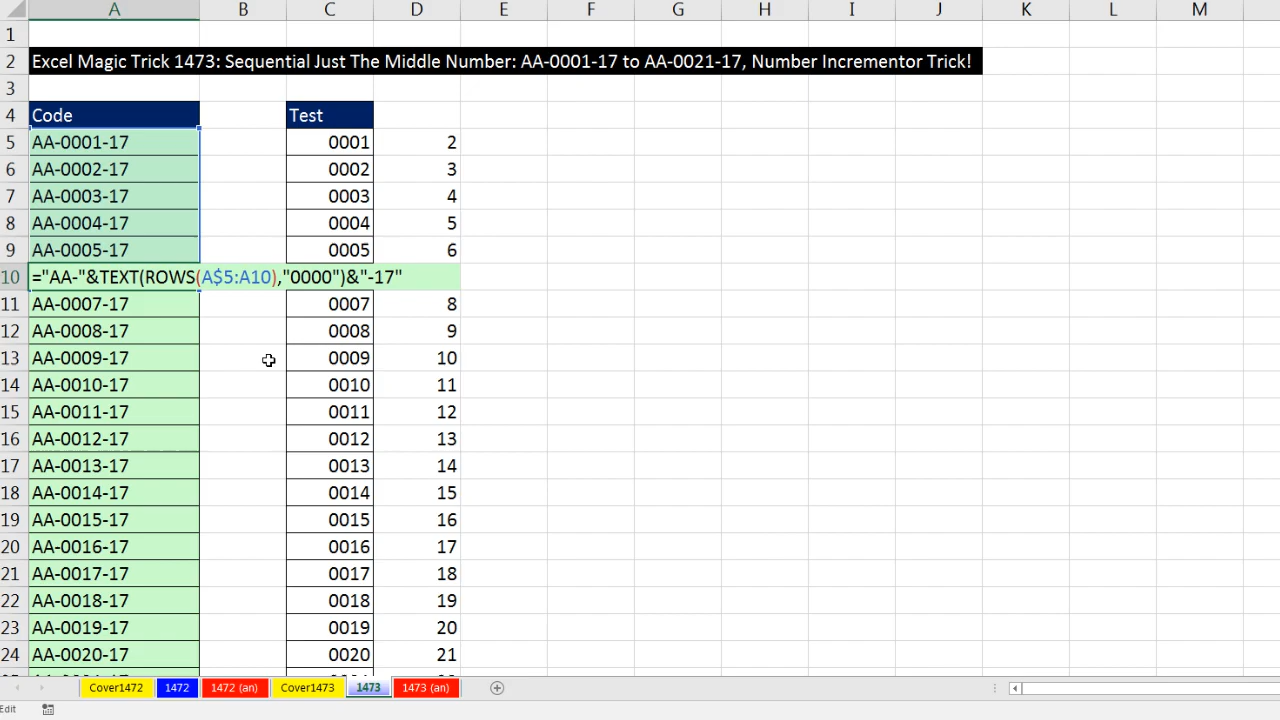 A B C D E F G H I J K L M
1
2 Excel Magic Trick 1473: Sequential Just The Middle Number: AA-0001-17 to AA-0021-17, Number Incrementor Trick!
3
4 Code Test
5 AA-0001-17 0001 2
6 AA-0002-17 0002 3
7 AA-0003-17 0003 4
8 AA-0004-17 0004 5
9 AA-0005-17 0005 6
10 ="AA-"&TEXT(ROWS(A$5:A10),"0000")&"-17"
11 AA-0007-17 0007 8
12 AA-0008-17 0008 9
13 AA-0009-17 0009 10
14 AA-0010-17 0010 11
15 AA-0011-17 0011 12
16 AA-0012-17 0012 13
17 AA-0013-17 0013 14
18 AA-0014-17 0014 15
19 AA-0015-17 0015 16
20 AA-0016-17 0016 17
21 AA-0017-17 0017 18
22 AA-0018-17 0018 19
23 AA-0019-17 0019 20
24 AA-0020-17 0020 21
Cover1472 1472 1472 (an) Cover1473 1473 1473 (an)
Edit